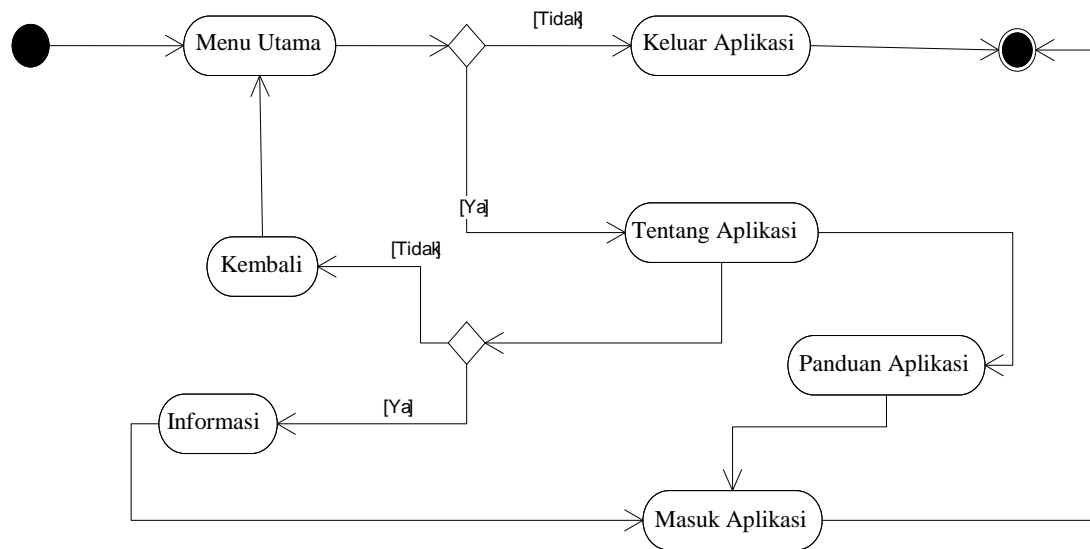 Menu Utama
[Tidak]
Keluar Aplikasi
[Ya]
Tentang Aplikasi
[Tidak]
Kembali
Panduan Aplikasi
[Ya]
Informasi
Masuk Aplikasi